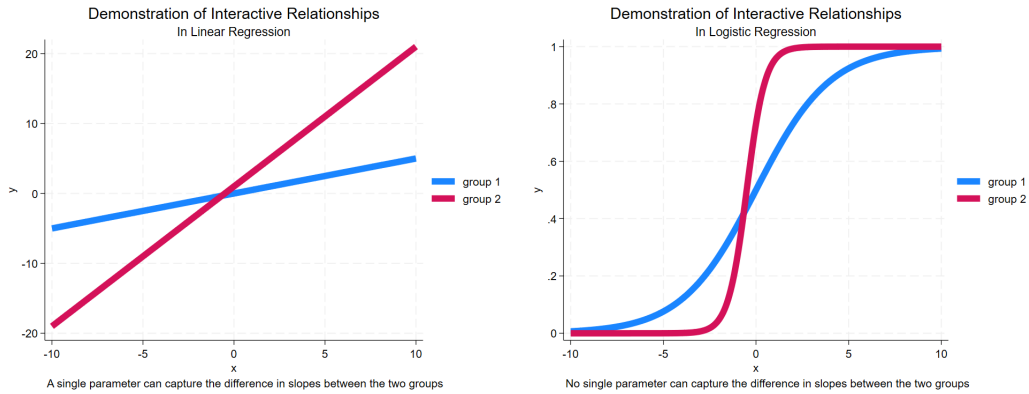 Demonstration of Interactive Relationships
In Linear Regression
20
10
0
-10
-20
y
-10 -5 0 5 10
x
group 1
group 2
A single parameter can capture the difference in slopes between the two groups
Demonstration of Interactive Relationships
In Logistic Regression
1
.8
.6
.4
.2
0
y
-10 -5 0 5 10
x
group 1
group 2
No single parameter can capture the difference in slopes between the two groups